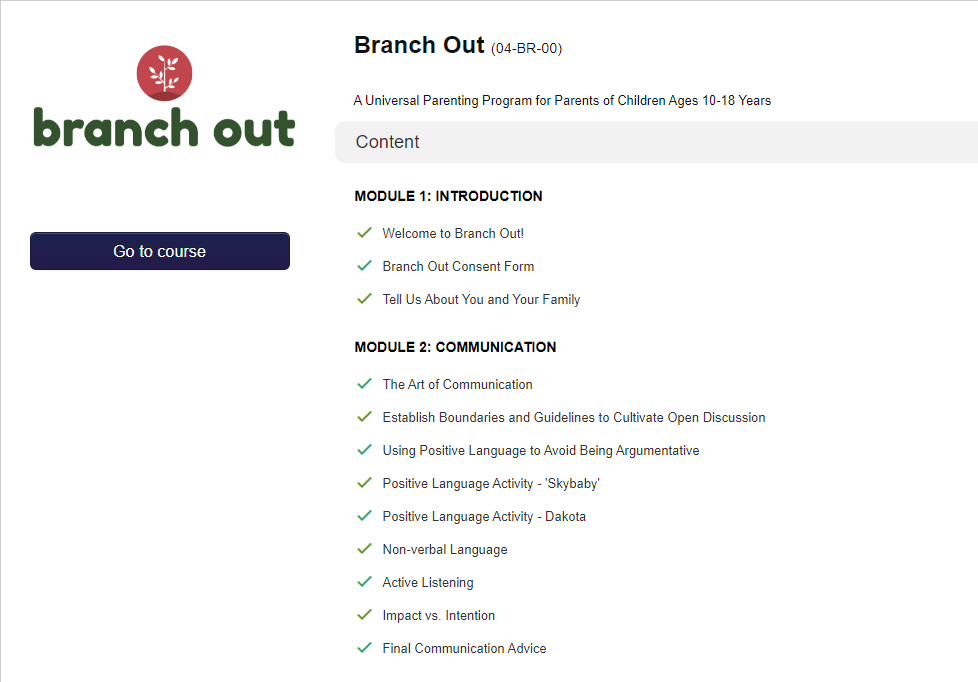 branch out
Go to course
Branch Out (04-BR-00)
A Universal Parenting Program for Parents of Children Ages 10-18 Years
Content
MODULE 1: INTRODUCTION
Welcome to Branch Out!
Branch Out Consent Form
Tell Us About You and Your Family
MODULE 2: COMMUNICATION
The Art of Communication
Establish Boundaries and Guidelines to Cultivate Open Discussion
Using Positive Language to Avoid Being Argumentative
Positive Language Activity - 'Skybaby'
Positive Language Activity - Dakota
Non-verbal Language
Active Listening
Impact vs. Intention
Final Communication Advice